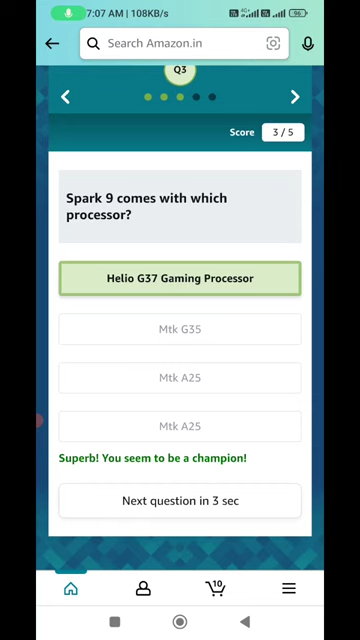 7:07 AM | 108KB/s
4G+
96
Search Amazon.in
Q3
Score 3 / 5
Spark 9 comes with which
processor?
Helio G37 Gaming Processor
Mtk G35
Mtk A25
Mtk A25
Superb! You seem to be a champion!
Next question in 3 sec
10